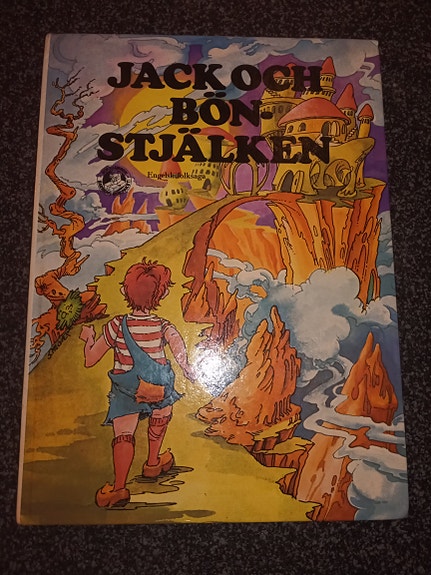 JACK OCH
BÖN-
STJÄLKEN
Engelsk folksaga